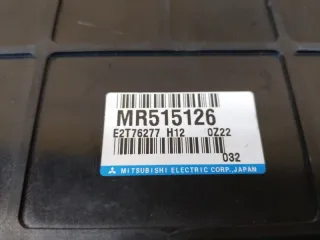 MR515126
E2T76277 H12 0Z22
032
MITSUBISHI ELECTRIC CORP., JAPAN